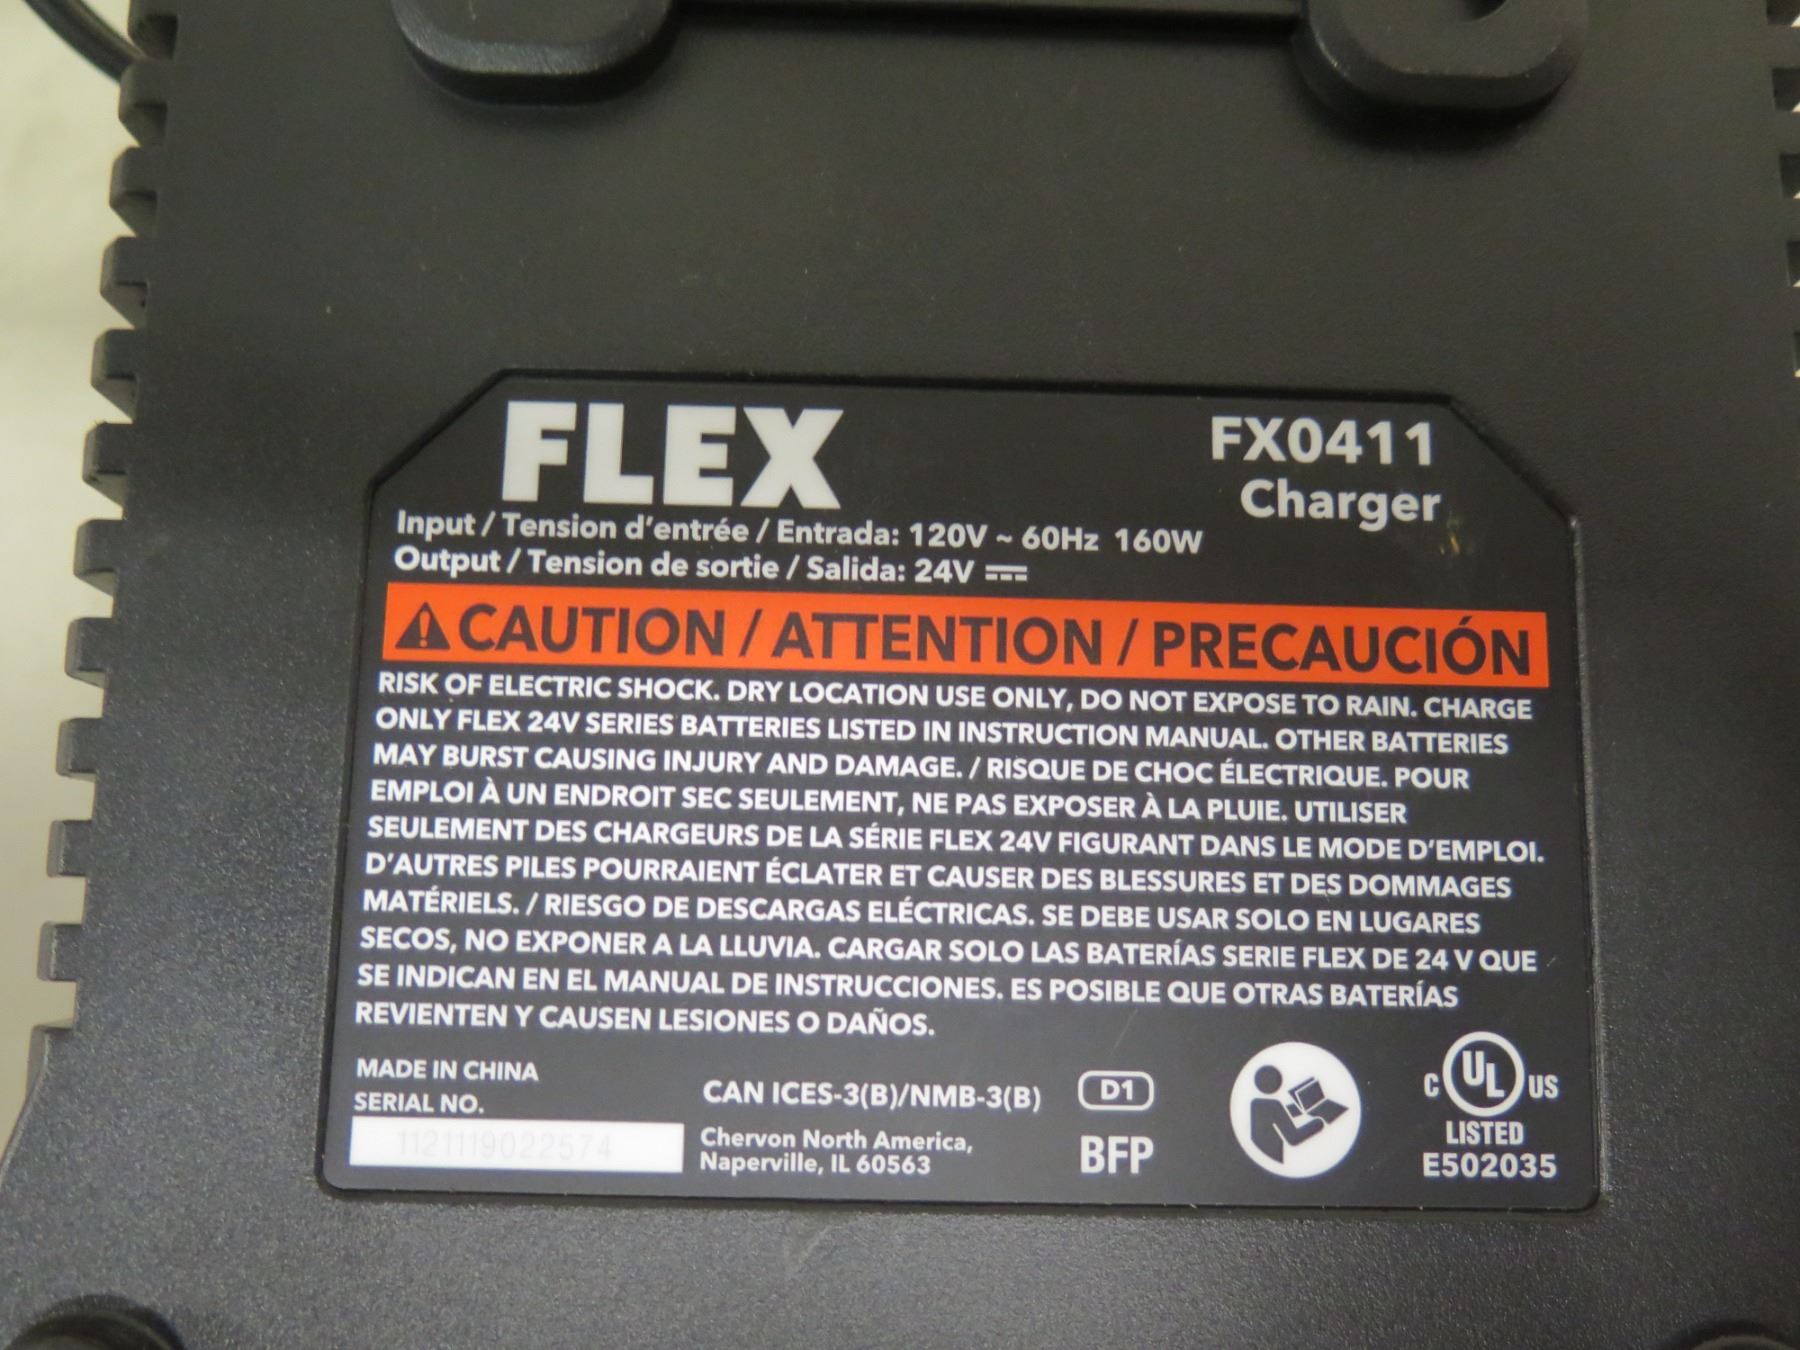 FLEX
FX0411
Charger
Input / Tension d'entrée / Entrada: 120V ~ 60Hz 160W
Output / Tension de sortie / Salida: 24V ⎓
CAUTION / ATTENTION / PRECAUCIÓN
RISK OF ELECTRIC SHOCK. DRY LOCATION USE ONLY, DO NOT EXPOSE TO RAIN. CHARGE
ONLY FLEX 24V SERIES BATTERIES LISTED IN INSTRUCTION MANUAL. OTHER BATTERIES
MAY BURST CAUSING INJURY AND DAMAGE. / RISQUE DE CHOC ÉLECTRIQUE. POUR
EMPLOI À UN ENDROIT SEC SEULEMENT, NE PAS EXPOSER À LA PLUIE. UTILISER
SEULEMENT DES CHARGEURS DE LA SÉRIE FLEX 24V FIGURANT DANS LE MODE D'EMPLOI.
D'AUTRES PILES POURRAIENT ÉCLATER ET CAUSER DES BLESSURES ET DES DOMMAGES
MATÉRIELS. / RIESGO DE DESCARGAS ELÉCTRICAS. SE DEBE USAR SOLO EN LUGARES
SECOS, NO EXPONER A LA LLUVIA. CARGAR SOLO LAS BATERÍAS SERIE FLEX DE 24 V QUE
SE INDICAN EN EL MANUAL DE INSTRUCCIONES. ES POSIBLE QUE OTRAS BATERÍAS
REVIENTEN Y CAUSEN LESIONES O DAÑOS.
MADE IN CHINA
SERIAL NO.
1121119022574
CAN ICES-3(B)/NMB-3(B)
Chervon North America,
Naperville, IL 60563
D1
BFP
C UL US
LISTED
E502035